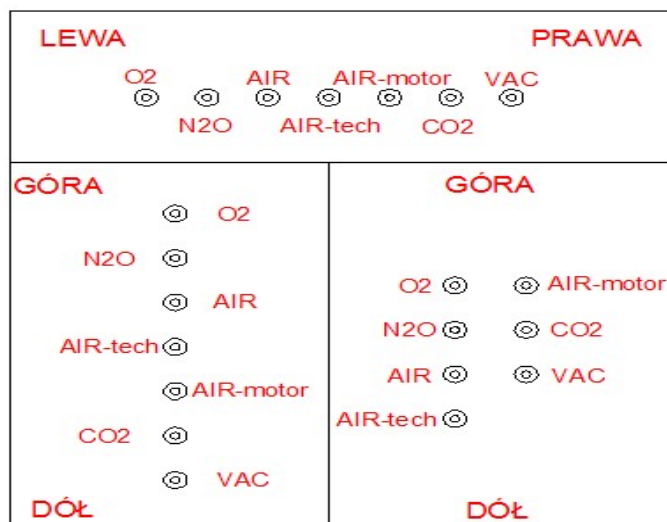 LEWA PRAWA
O2 AIR AIR-motor VAC
N2O AIR-tech CO2
GÓRA
O2
N2O
AIR
AIR-tech
AIR-motor
CO2
VAC
DÓŁ
GÓRA
O2 AIR-motor
N2O CO2
AIR VAC
AIR-tech
DÓŁ